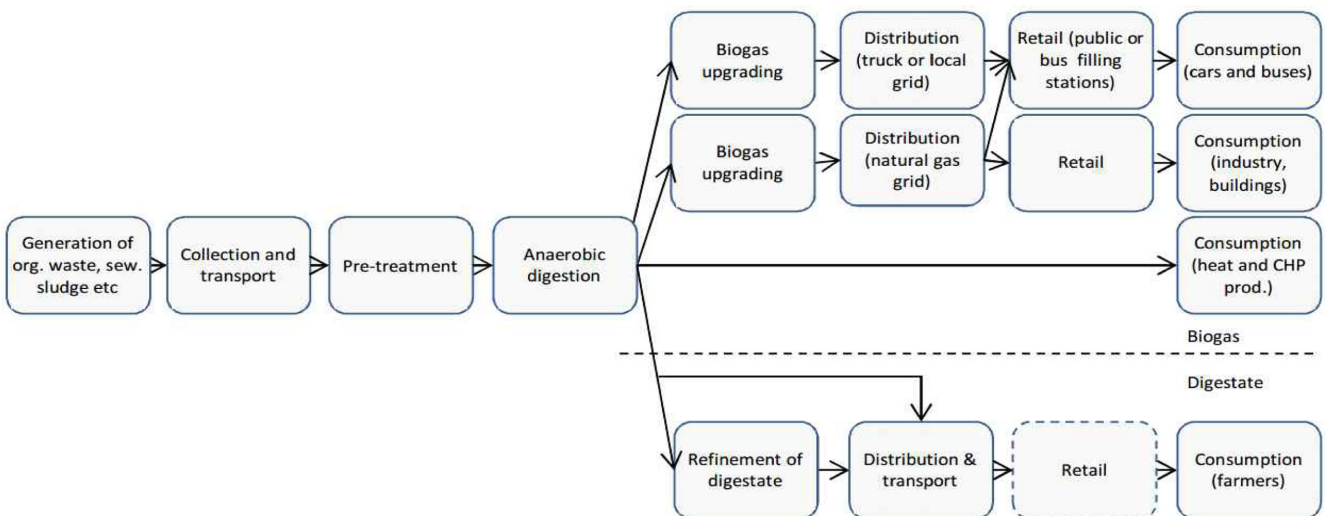 Biogas
upgrading
Distribution
(truck or local
grid)
Retail (public or
bus filling
stations)
Consumption
(cars and buses)
Biogas
upgrading
Distribution
(natural gas
grid)
Retail
Consumption
(industry,
buildings)
Generation of
org. waste, sew.
sludge etc
Collection and
transport
Pre-treatment
Anaerobic
digestion
Consumption
(heat and CHP
prod.)
Biogas
Digestate
Refinement of
digestate
Distribution &
transport
Retail
Consumption
(farmers)